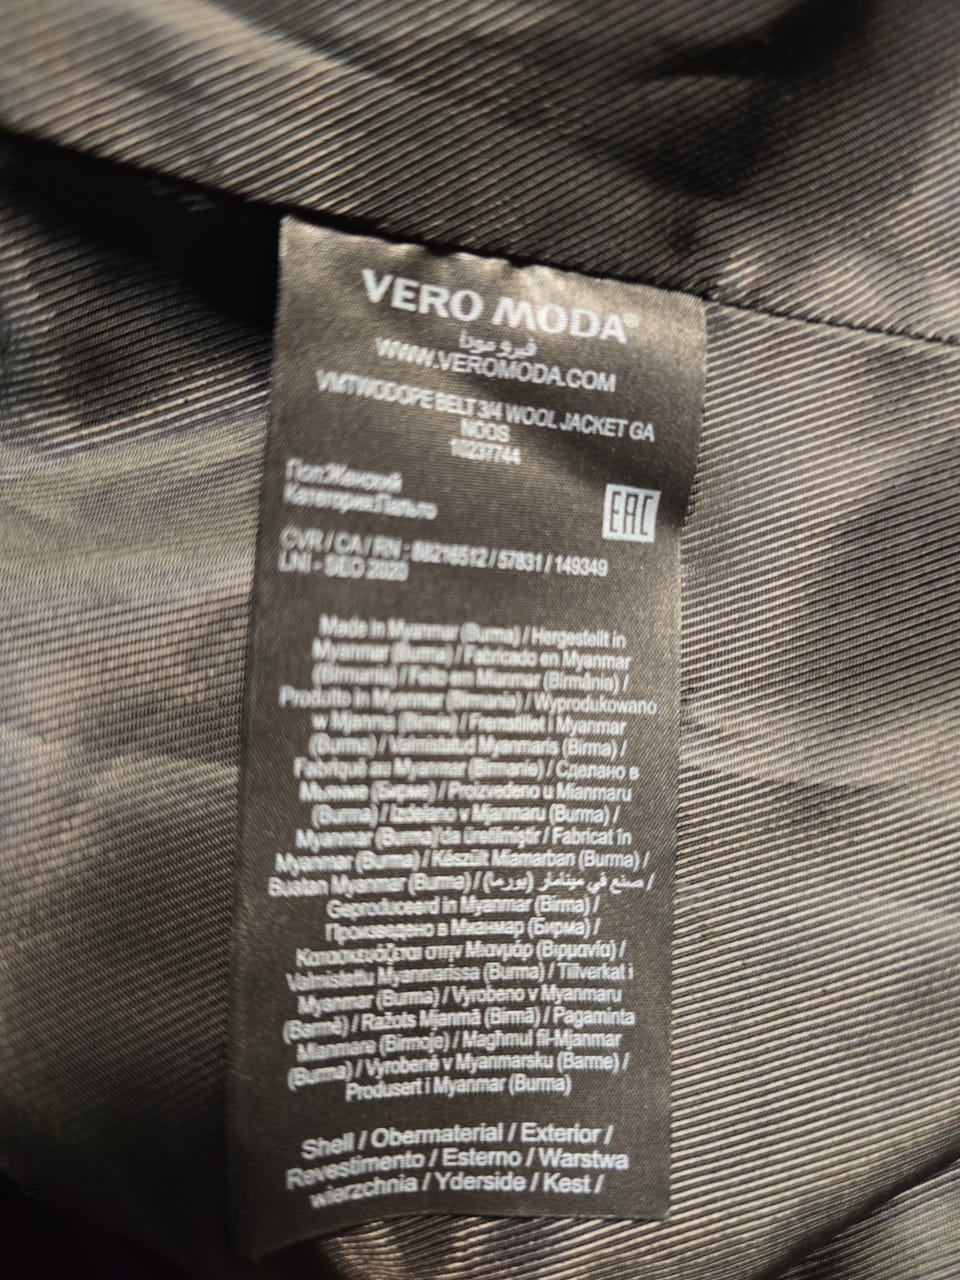 VERO MODA®
فيرو مودا
WWW.VEROMODA.COM
VMTWODOPE BELT 3/4 WOOL JACKET GA
NOOS
10237744
Пол:Женский
Категория:Пальто
EAC
CVR / CA / RN : 88216512 / 57831 / 149349
LNI - SEO 2020
Made in Myanmar (Burma) / Hergestellt in
Myanmar (Burma) / Fabricado en Myanmar
(Birmania) / Feito em Mianmar (Birmânia) /
Prodotto in Myanmar (Birmania) / Wyprodukowano
w Mjanma (Birmie) / Fremstillet i Myanmar
(Burma) / Valmistatud Myanmaris (Birma) /
Fabriqué au Myanmar (Birmanie) / Сделано в
Мьянме (Бирме) / Proizvedeno u Mianmaru
(Burma) / Izdelano v Mjanmaru (Burma) /
Myanmar (Burma)'da üretilmiştir / Fabricat în
Myanmar (Burma) / Készült Miamarban (Burma) /
Buatan Myanmar (Burma) / صنع في ميانمار (بورما) /
Geproduceerd in Myanmar (Birma) /
Произведено в Мианмар (Бирма) /
Κατασκευάζεται στην Μιανμάρ (Βιρμανία) /
Valmistettu Myanmarissa (Burma) / Tillverkat i
Myanmar (Burma) / Vyrobeno v Myanmaru
(Barmě) / Ražots Mjanmā (Birmā) / Pagaminta
Mianmare (Birmoje) / Magħmul fil-Mjanmar
(Burma) / Vyrobené v Myanmarsku (Barme) /
Produsert i Myanmar (Burma)
Shell / Obermaterial / Exterior /
Revestimento / Esterno / Warstwa
wierzchnia / Yderside / Kest /